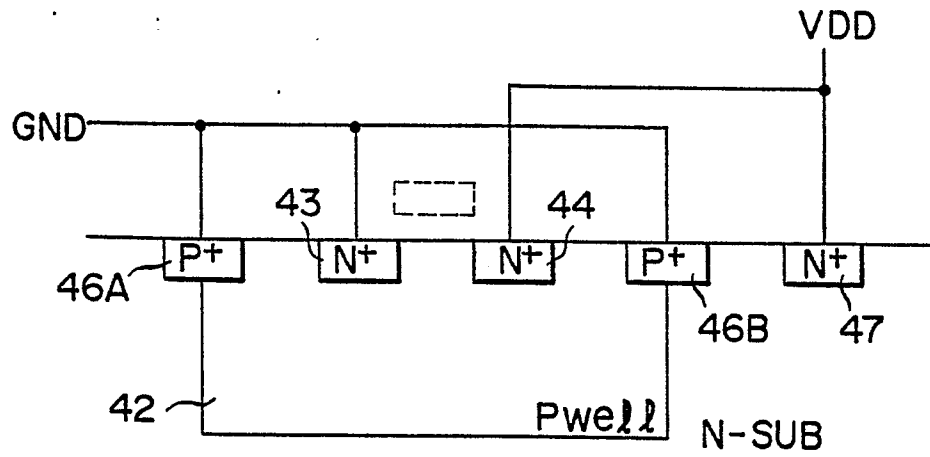 VDD
GND
43
44
P+
N+
N+
P+
N+
46A
46B
47
42
Pwell
N-SUB